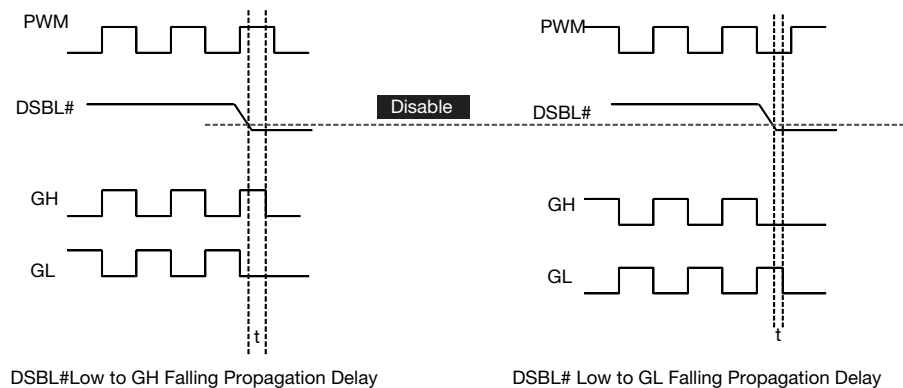 PWM
DSBL#
GH
GL
t
DSBL#Low to GH Falling Propagation Delay
Disable
PWM
DSBL#
GH
GL
t
DSBL# Low to GL Falling Propagation Delay